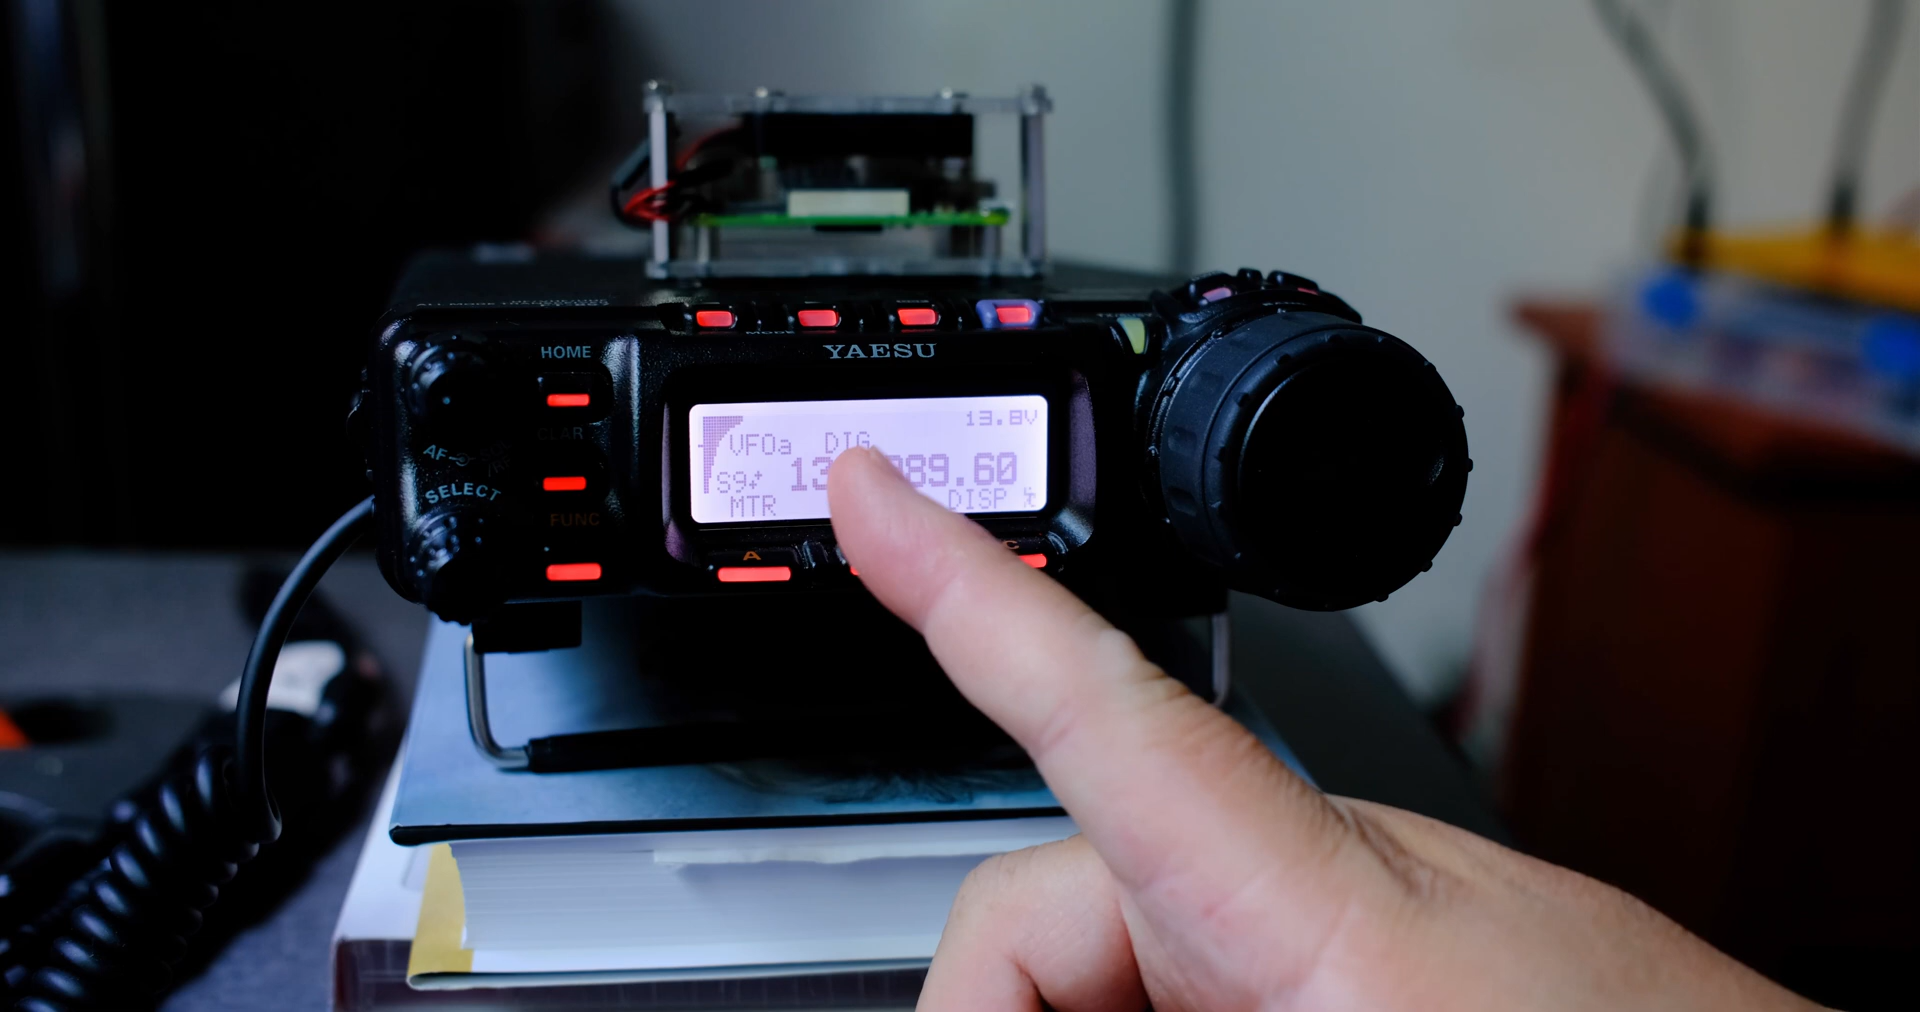 HOME
YAESU
CLAR
13.8V
VFOa DIG
AF
S9+
SELECT
MTR
DISP
FUNC
A
C